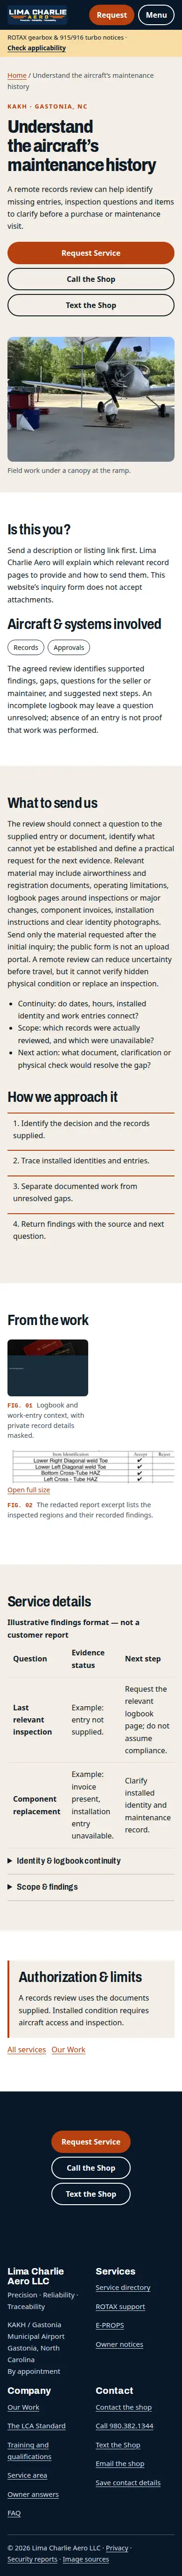 LIMA CHARLIE
AERO
Request
Menu
ROTAX gearbox & 915/916 turbo notices ·
Check applicability
Home / Understand the aircraft's maintenance
history
KAKH · GASTONIA, NC
Understand
the aircraft's
maintenance history
A remote records review can help identify
missing entries, inspection questions and items
to clarify before a purchase or maintenance
visit.
Request Service
Call the Shop
Text the Shop
Field work under a canopy at the ramp.
Is this you?
Send a description or listing link first. Lima
Charlie Aero will explain which relevant record
pages to provide and how to send them. This
website's inquiry form does not accept
attachments.
Aircraft & systems involved
Records
Approvals
The agreed review identifies supported
findings, gaps, questions for the seller or
maintainer, and suggested next steps. An
incomplete logbook may leave a question
unresolved; absence of an entry is not proof
that work was performed.
What to send us
The review should connect a question to the
supplied entry or document, identify what
cannot yet be established and define a practical
request for the next evidence. Relevant
material may include airworthiness and
registration documents, operating limitations,
logbook pages around inspections or major
changes, component invoices, installation
instructions and clear identity photographs.
Send only the material requested after the
initial inquiry; the public form is not an upload
portal. A remote review can reduce uncertainty
before travel, but it cannot verify hidden
physical condition or replace an inspection.
• Continuity: do dates, hours, installed
identity and work entries connect?
• Scope: which records were actually
reviewed, and which were unavailable?
• Next action: what document, clarification or
physical check would resolve the gap?
How we approach it
1. Identify the decision and the records
supplied.
2. Trace installed identities and entries.
3. Separate documented work from
unresolved gaps.
4. Return findings with the source and next
question.
From the work
FIG. 01 Logbook and
work-entry context, with
private record details
masked.
Item Identification Accept Reject
Lower Right Diagonal weld Toe ✔
Lower Left Diagonal weld Toe ✔
Bottom Cross-Tube HAZ ✔
Left Cross - Tube HAZ ✔
Open full size
FIG. 02 The redacted report excerpt lists the
inspected regions and their recorded findings.
Service details
Illustrative findings format — not a
customer report
Question
Evidence
status
Next step
Last
relevant
inspection
Example:
entry not
supplied.
Request the
relevant
logbook
page; do not
assume
compliance.
Component
replacement
Example:
invoice
present,
installation
entry
unavailable.
Clarify
installed
identity and
maintenance
record.
▶ Identity & logbook continuity
▶ Scope & findings
Authorization & limits
A records review uses the documents
supplied. Installed condition requires
aircraft access and inspection.
All services Our Work
Request Service
Call the Shop
Text the Shop
Lima Charlie
Aero LLC
Precision · Reliability ·
Traceability
KAKH / Gastonia
Municipal Airport
Gastonia, North
Carolina
By appointment
Services
Service directory
ROTAX support
E-PROPS
Owner notices
Company
Our Work
The LCA Standard
Training and
qualifications
Service area
Owner answers
FAQ
Contact
Contact the shop
Call 980.382.1344
Text the Shop
Email the shop
Save contact details
© 2026 Lima Charlie Aero LLC · Privacy ·
Security reports · Image sources